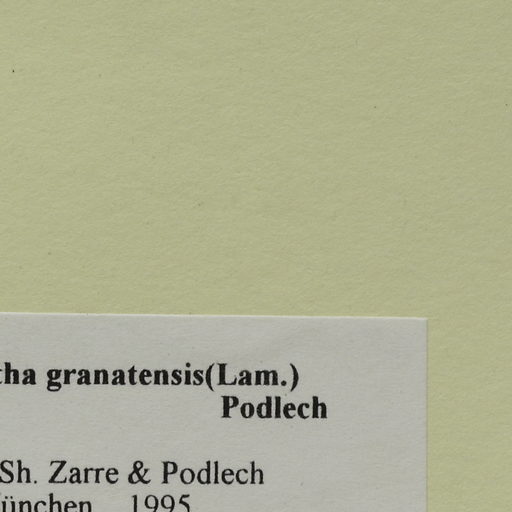 tha granatensis(Lam.)
Podlech
Sh. Zarre & Podlech
ünchen 1995